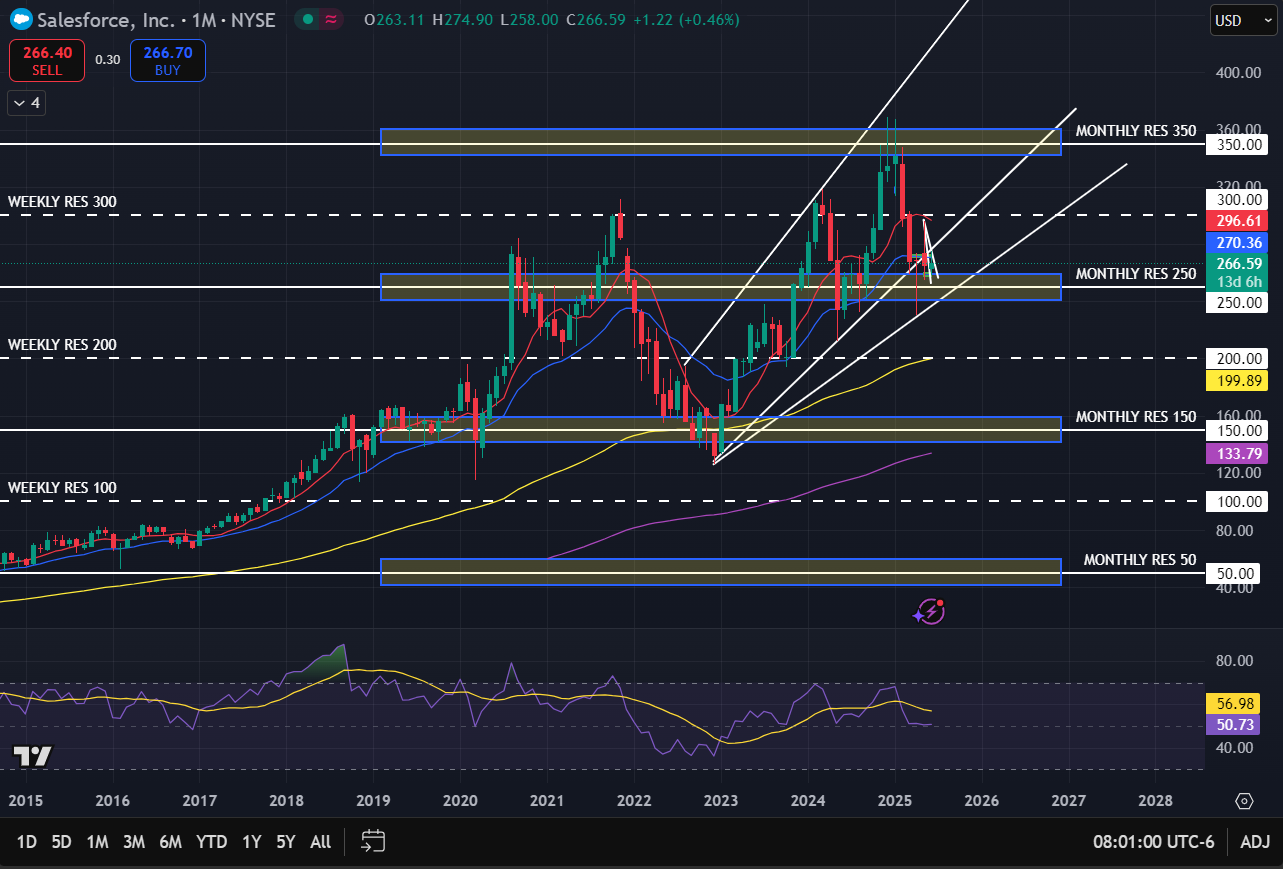 Salesforce, Inc. · 1M · NYSE
O263.11 H274.90 L258.00 C266.59 +1.22 (+0.46%)
USD
266.40
SELL
0.30
266.70
BUY
4
400.00
MONTHLY RES 350
360.00
350.00
320.00
WEEKLY RES 300
300.00
296.61
270.36
266.59
13d 6h
MONTHLY RES 250
250.00
WEEKLY RES 200
200.00
199.89
MONTHLY RES 150
160.00
150.00
133.79
120.00
WEEKLY RES 100
100.00
80.00
MONTHLY RES 50
50.00
40.00
80.00
56.98
50.73
40.00
2015 2016 2017 2018 2019 2020 2021 2022 2023 2024 2025 2026 2027 2028
1D 5D 1M 3M 6M YTD 1Y 5Y All
08:01:00 UTC-6
ADJ